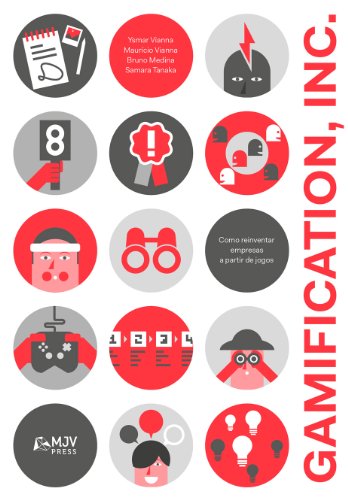 Ysmar Vianna
Maurício Vianna
Bruno Medina
Samara Tanaka
GAMIFICATION, INC.
8
!
Como reinventar
empresas
a partir de jogos
1 2 3 4
MJV
PRESS